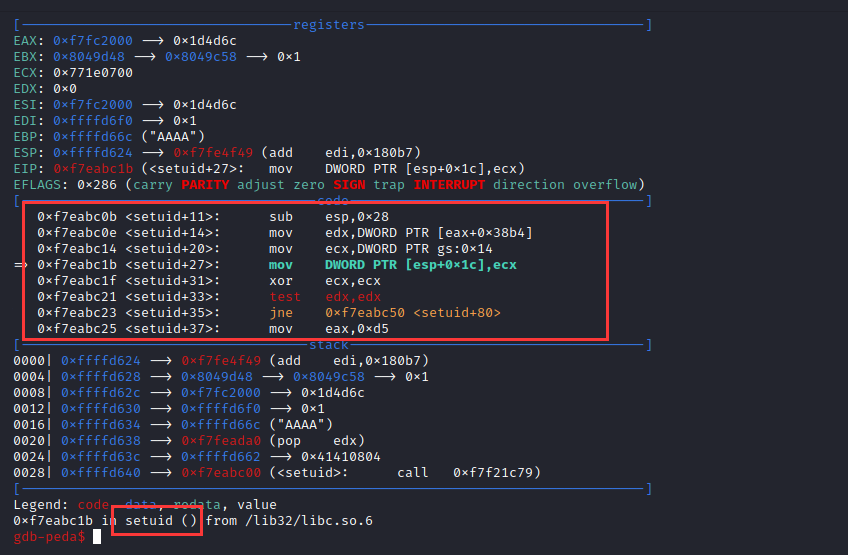 [------------------------------------registers------------------------------------]
EAX: 0xf7fc2000 --> 0x1d4d6c
EBX: 0x8049d48 --> 0x8049c58 --> 0x1
ECX: 0x771e0700
EDX: 0x0
ESI: 0xf7fc2000 --> 0x1d4d6c
EDI: 0xffffd6f0 --> 0x1
EBP: 0xffffd66c ("AAAA")
ESP: 0xffffd624 --> 0xf7fe4f49 (add    edi,0x180b7)
EIP: 0xf7eabc1b (<setuid+27>:   mov    DWORD PTR [esp+0x1c],ecx)
EFLAGS: 0x286 (carry PARITY adjust zero SIGN trap INTERRUPT direction overflow)
[------------------------------------code------------------------------------]
   0xf7eabc0b <setuid+11>:      sub    esp,0x28
   0xf7eabc0e <setuid+14>:      mov    edx,DWORD PTR [eax+0x38b4]
   0xf7eabc14 <setuid+20>:      mov    ecx,DWORD PTR gs:0x14
=> 0xf7eabc1b <setuid+27>:      mov    DWORD PTR [esp+0x1c],ecx
   0xf7eabc1f <setuid+31>:      xor    ecx,ecx
   0xf7eabc21 <setuid+33>:      test   edx,edx
   0xf7eabc23 <setuid+35>:      jne    0xf7eabc50 <setuid+80>
   0xf7eabc25 <setuid+37>:      mov    eax,0xd5
[------------------------------------stack------------------------------------]
0000| 0xffffd624 --> 0xf7fe4f49 (add    edi,0x180b7)
0004| 0xffffd628 --> 0x8049d48 --> 0x8049c58 --> 0x1
0008| 0xffffd62c --> 0xf7fc2000 --> 0x1d4d6c
0012| 0xffffd630 --> 0xffffd6f0 --> 0x1
0016| 0xffffd634 --> 0xffffd66c ("AAAA")
0020| 0xffffd638 --> 0xf7feada0 (pop    edx)
0024| 0xffffd63c --> 0xffffd662 --> 0x41410804
0028| 0xffffd640 --> 0xf7eabc00 (<setuid>:      call   0xf7f21c79)
[------------------------------------------------------------------------------]
Legend: code, data, rodata, value
0xf7eabc1b in setuid () from /lib32/libc.so.6
gdb-peda$